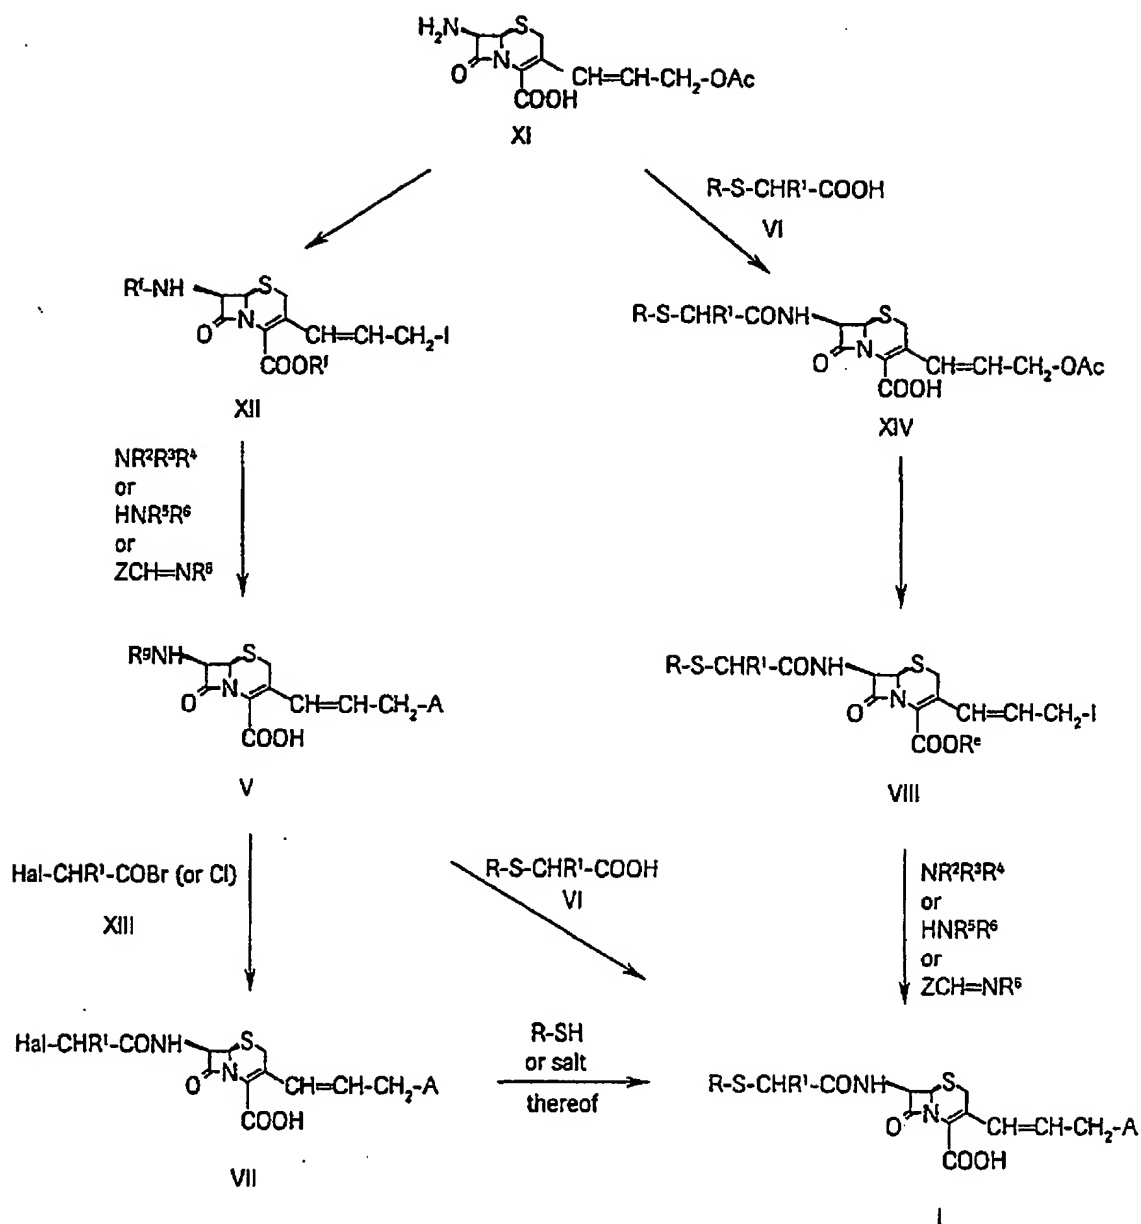 H₂N S
O N CH=CH-CH₂-OAc
COOH
XI
R-S-CHR¹-COOH
VI
Rᶠ-NH S
O N CH=CH-CH₂-I
COORᶠ
XII
R-S-CHR¹-CONH S
O N CH=CH-CH₂-OAc
COOH
XIV
NR²R³R⁴
or
HNR⁵R⁶
or
ZCH=NR⁸
RᵍNH S
O N CH=CH-CH₂-A
COOH
V
R-S-CHR¹-CONH S
O N CH=CH-CH₂-I
COORᵉ
VIII
Hal-CHR¹-COBr (or Cl)
XIII
R-S-CHR¹-COOH
VI
NR²R³R⁴
or
HNR⁵R⁶
or
ZCH=NR⁶
Hal-CHR¹-CONH S
O N CH=CH-CH₂-A
COOH
VII
R-SH
or salt
thereof
R-S-CHR¹-CONH S
O N CH=CH-CH₂-A
COOH
I